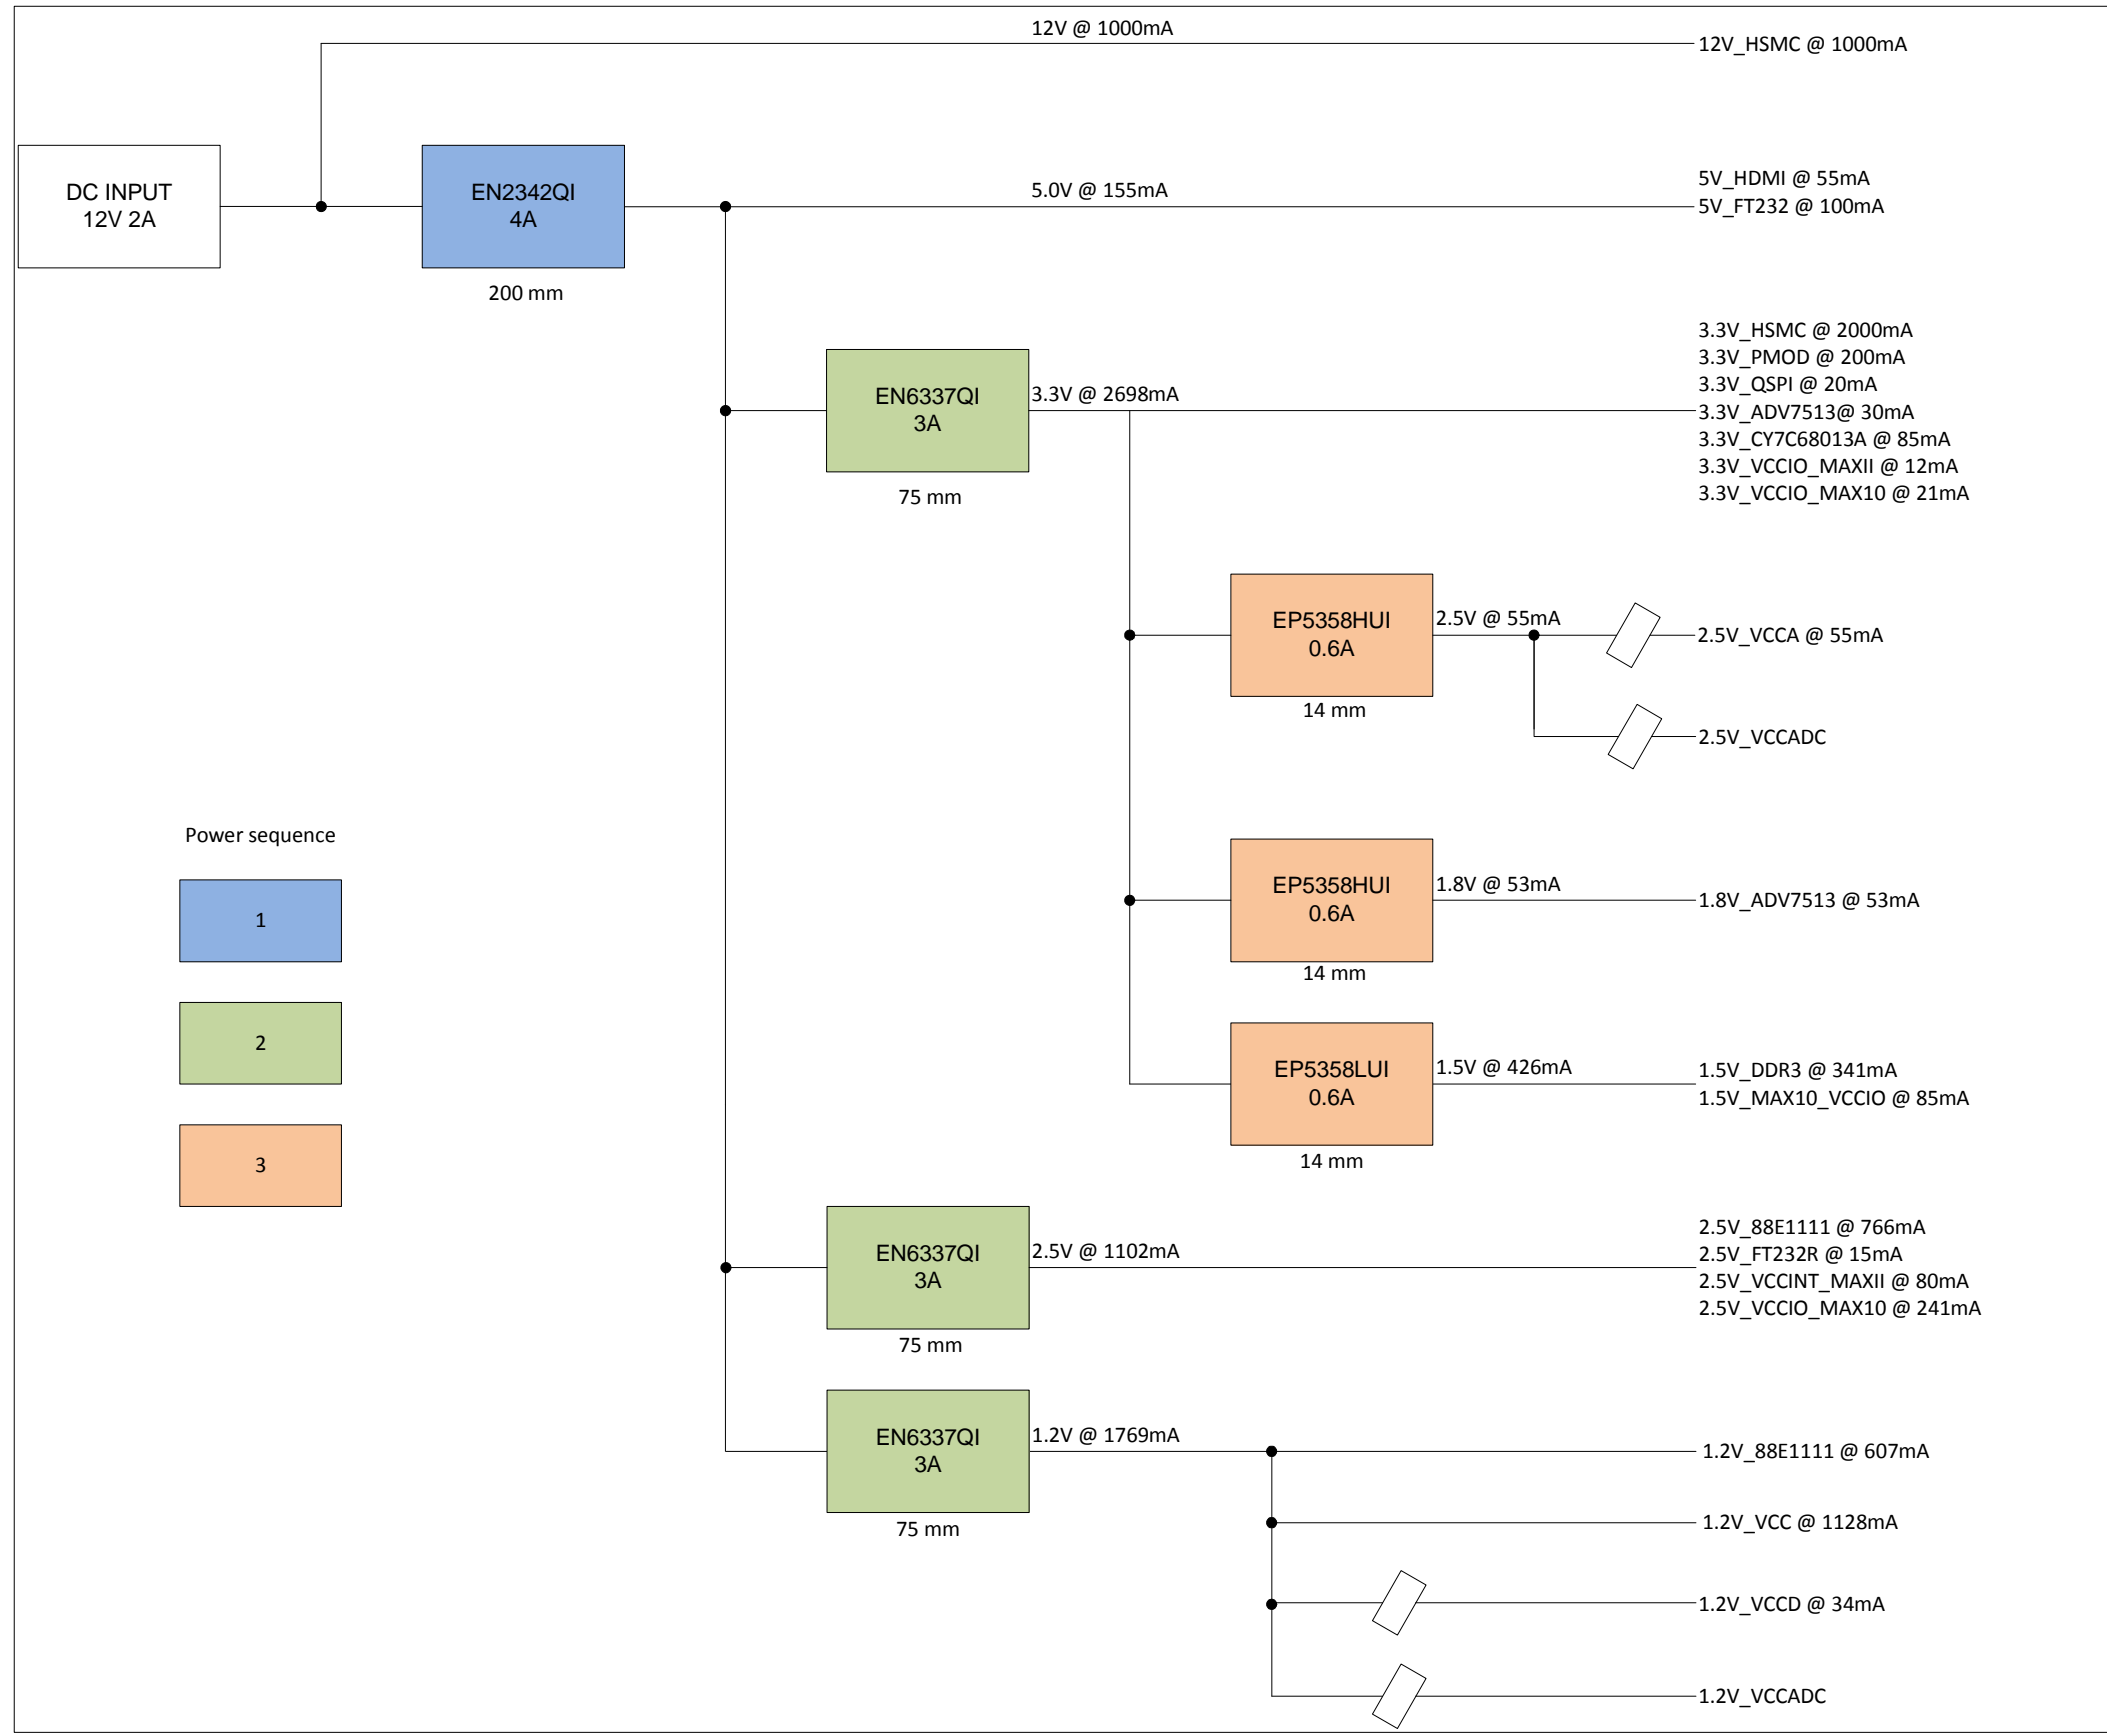 12V @ 1000mA
12V_HSMC @ 1000mA
DC INPUT
12V 2A
EN2342QI
4A
200 mm
5.0V @ 155mA
5V_HDMI @ 55mA
5V_FT232 @ 100mA
EN6337QI
3A
75 mm
3.3V @ 2698mA
3.3V_HSMC @ 2000mA
3.3V_PMOD @ 200mA
3.3V_QSPI @ 20mA
3.3V_ADV7513@ 30mA
3.3V_CY7C68013A @ 85mA
3.3V_VCCIO_MAXII @ 12mA
3.3V_VCCIO_MAX10 @ 21mA
EP5358HUI
0.6A
14 mm
2.5V @ 55mA
2.5V_VCCA @ 55mA
2.5V_VCCADC
Power sequence
1
2
3
EP5358HUI
0.6A
14 mm
1.8V @ 53mA
1.8V_ADV7513 @ 53mA
EP5358LUI
0.6A
14 mm
1.5V @ 426mA
1.5V_DDR3 @ 341mA
1.5V_MAX10_VCCIO @ 85mA
EN6337QI
3A
75 mm
2.5V @ 1102mA
2.5V_88E1111 @ 766mA
2.5V_FT232R @ 15mA
2.5V_VCCINT_MAXII @ 80mA
2.5V_VCCIO_MAX10 @ 241mA
EN6337QI
3A
75 mm
1.2V @ 1769mA
1.2V_88E1111 @ 607mA
1.2V_VCC @ 1128mA
1.2V_VCCD @ 34mA
1.2V_VCCADC